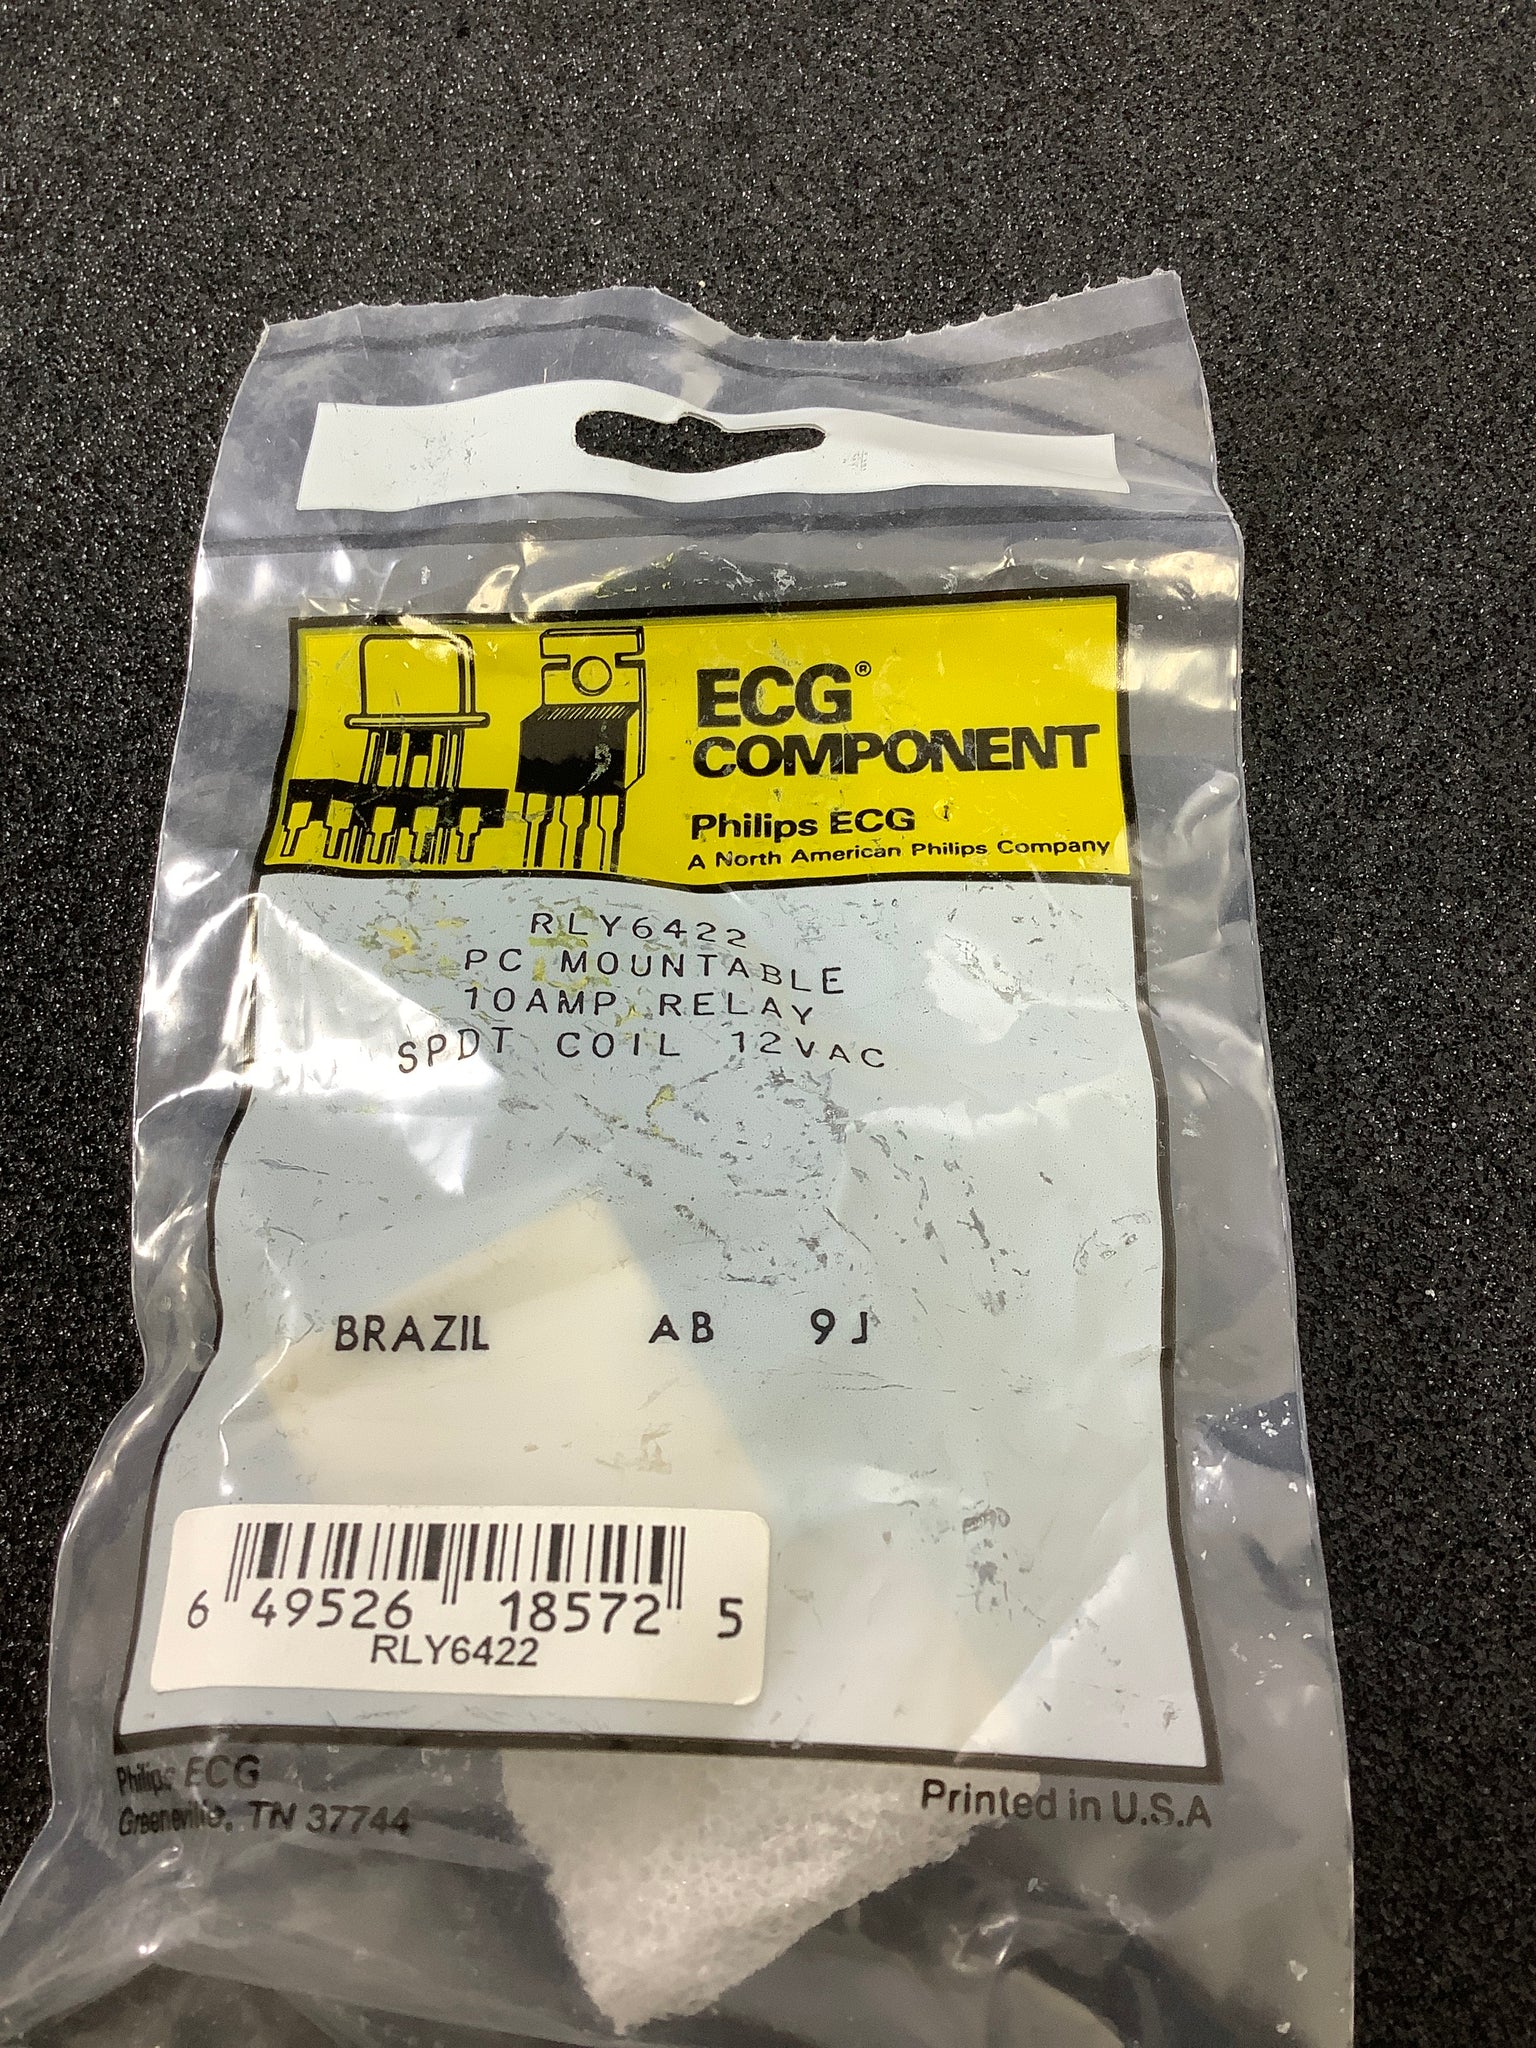 ECG®
COMPONENT
Philips ECG
A North American Philips Company
RLY6422
PC MOUNTABLE
10AMP RELAY
SPDT COIL 12VAC
BRAZIL AB 9J
6 49526 18572 5
RLY6422
Philips ECG
Greeneville, TN 37744
Printed in U.S.A